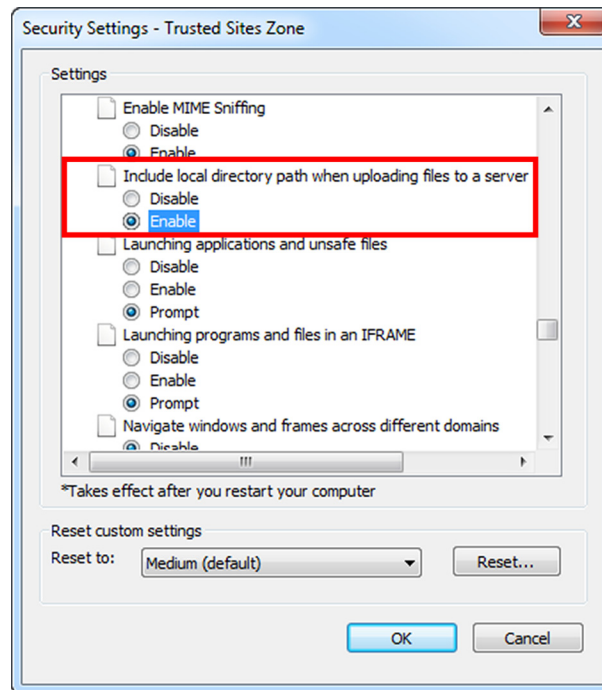 Security Settings - Trusted Sites Zone
Settings
Enable MIME Sniffing
Disable
Enable
Include local directory path when uploading files to a server
Disable
Enable
Launching applications and unsafe files
Disable
Enable
Prompt
Launching programs and files in an IFRAME
Disable
Enable
Prompt
Navigate windows and frames across different domains
Disable
*Takes effect after you restart your computer
Reset custom settings
Reset to: Medium (default) Reset...
OK Cancel